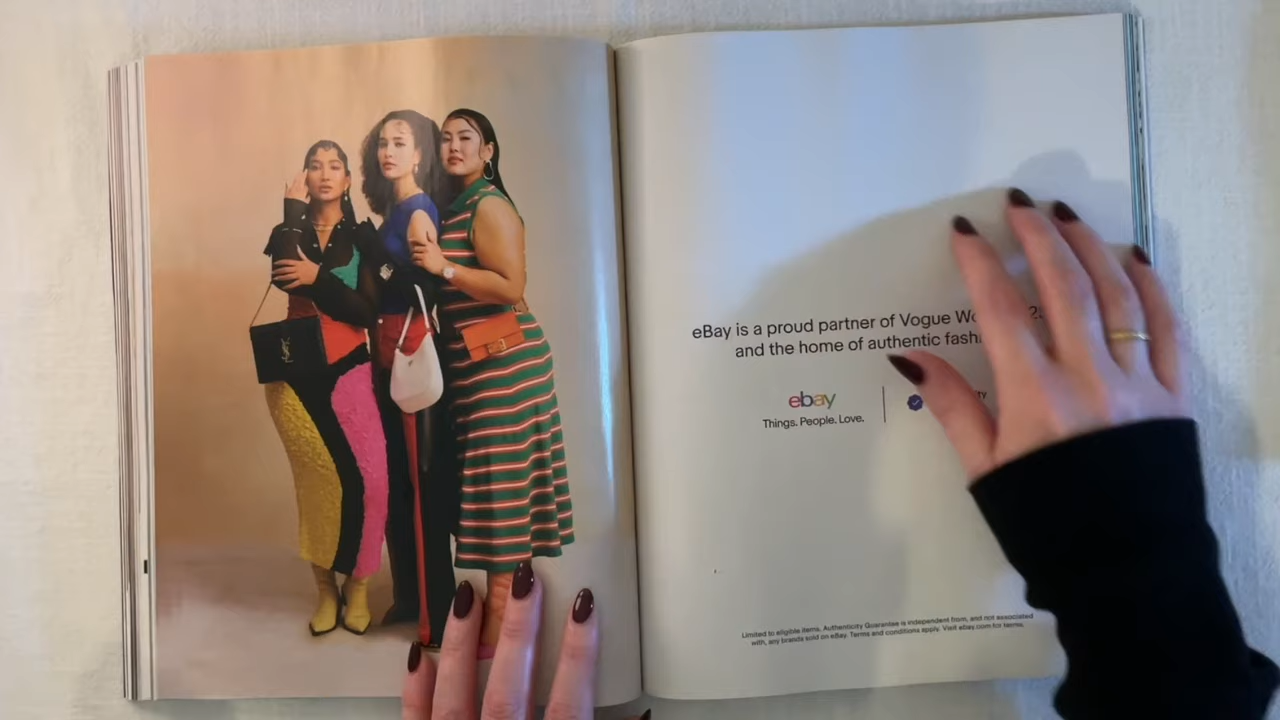 eBay is a proud partner of Vogue
and the home of authentic
ebay
Things. People. Love.
Limited to eligible items. Authenticity Guarantee is independent from, and not associated
with, any brands sold on eBay. Terms and conditions apply. Visit ebay.com for terms.